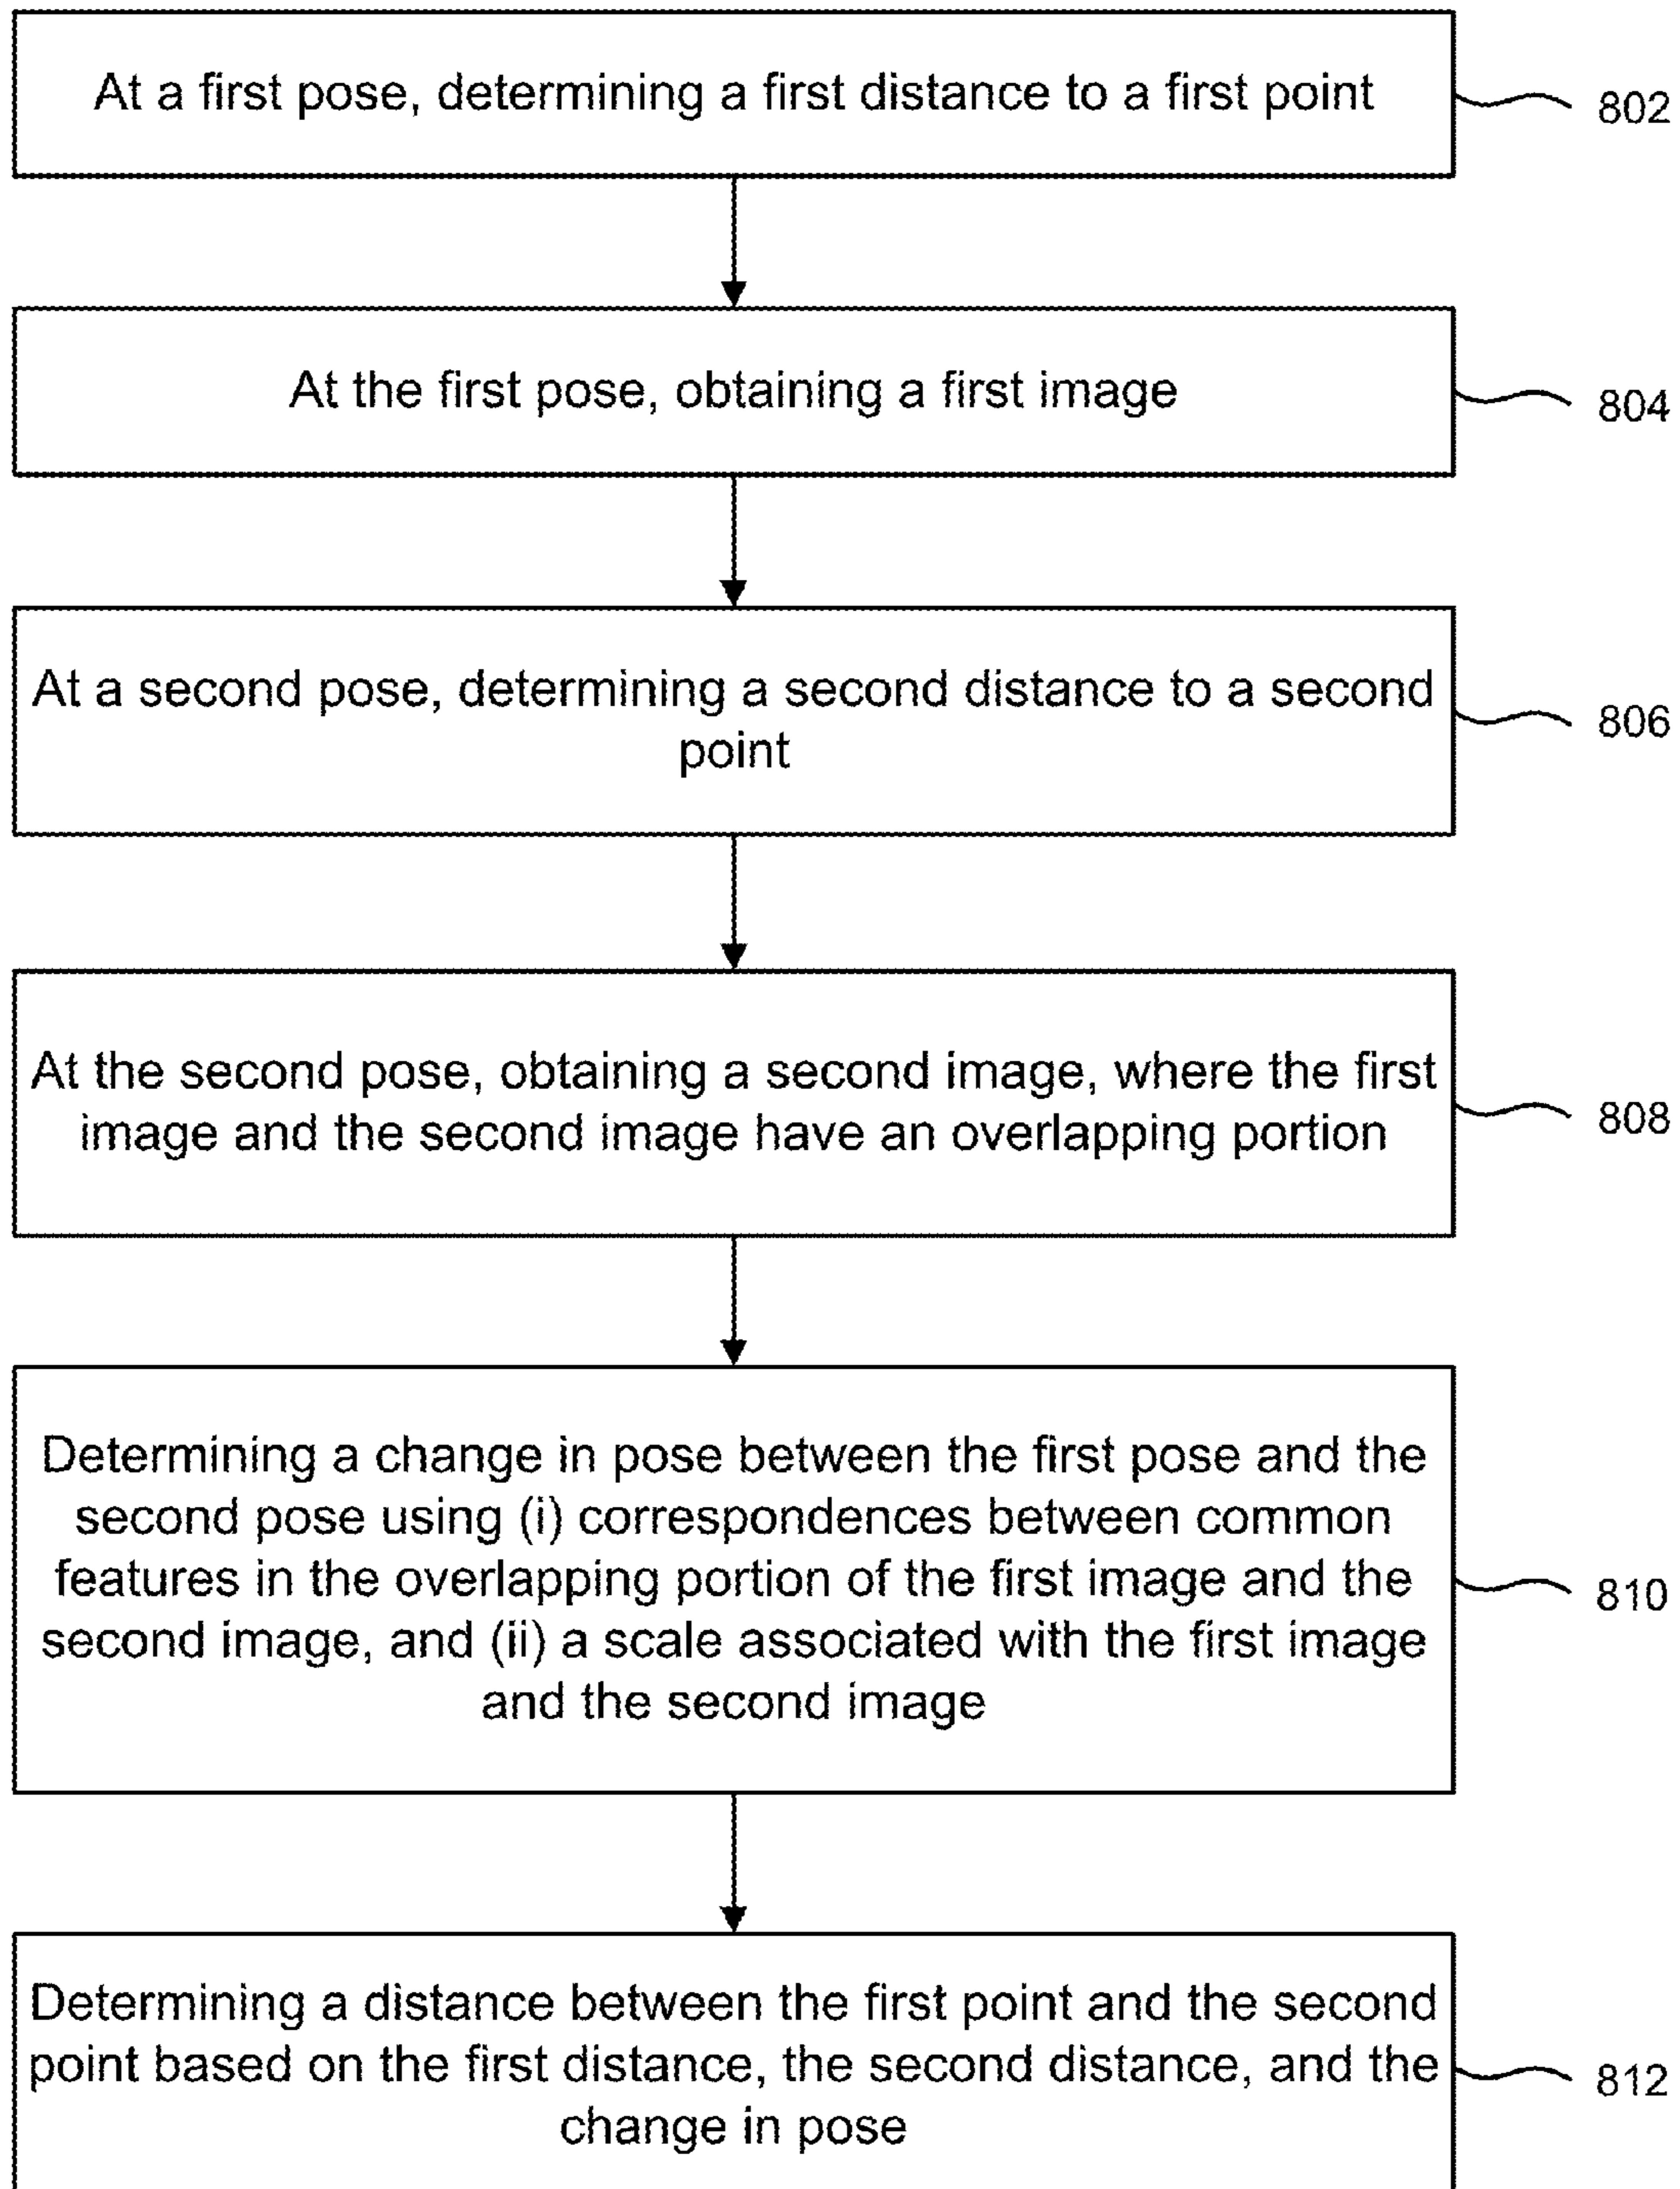 At a first pose, determining a first distance to a first point
802
At the first pose, obtaining a first image
804
At a second pose, determining a second distance to a second
point
806
At the second pose, obtaining a second image, where the first
image and the second image have an overlapping portion
808
Determining a change in pose between the first pose and the
second pose using (i) correspondences between common
features in the overlapping portion of the first image and the
second image, and (ii) a scale associated with the first image
and the second image
810
Determining a distance between the first point and the second
point based on the first distance, the second distance, and the
change in pose
812